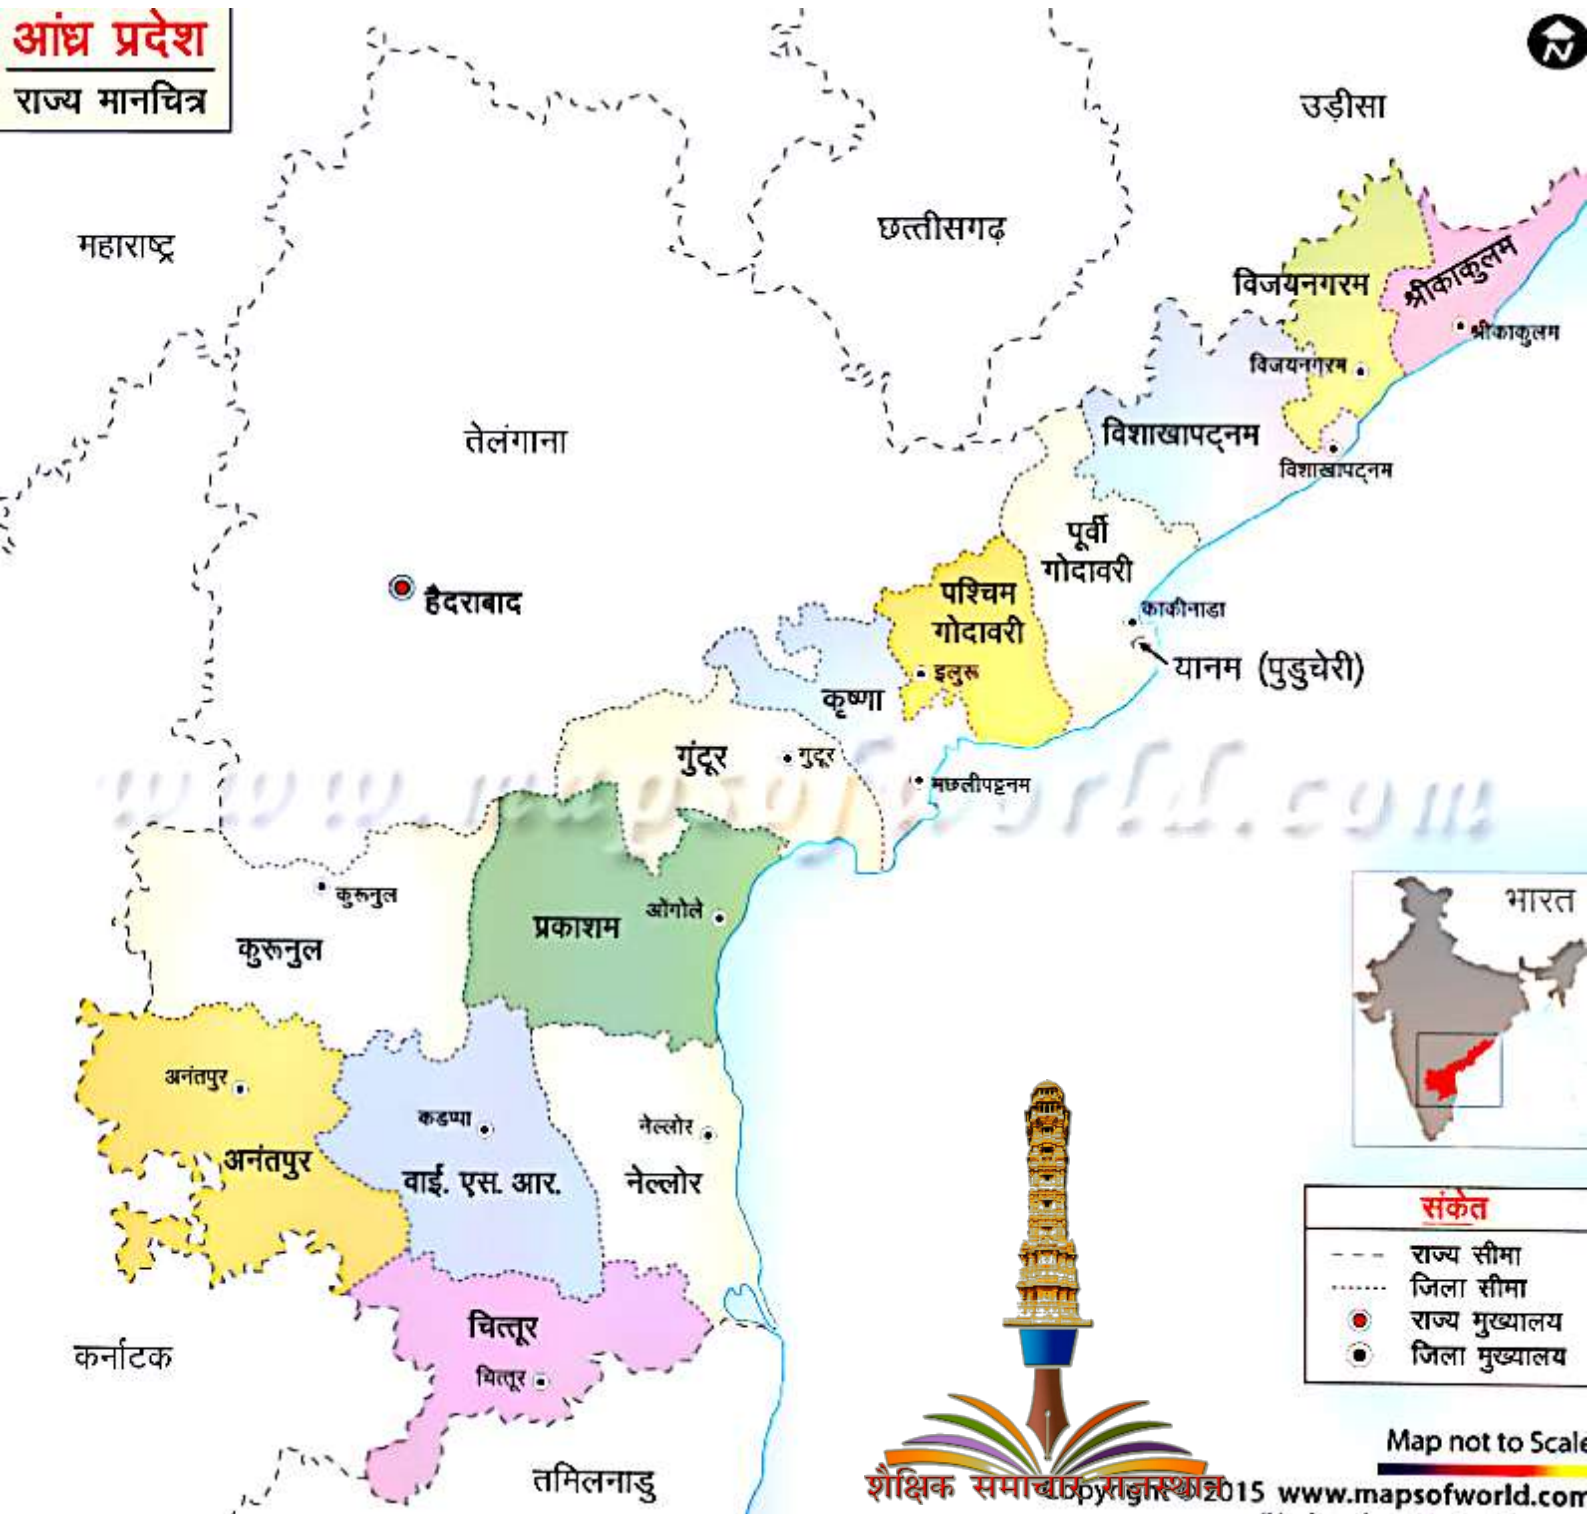 आंध्र प्रदेश
राज्य मानचित्र
N
उड़ीसा
महाराष्ट्र
छत्तीसगढ़
विजयनगरम
श्रीकाकुलम
श्रीकाकुलम
विजयनगरम
तेलंगाना
विशाखापट्नम
विशाखापट्नम
पूर्वी
गोदावरी
हैदराबाद
पश्चिम
गोदावरी
काकीनाडा
यानम (पुडुचेरी)
इलुरू
कृष्णा
गुंटूर
गुंटूर
मछलीपट्टनम
www.mapsofworld.com
कुरूनुल
कुरूनुल
प्रकाशम
ओंगोले
भारत
अनंतपुर
अनंतपुर
कडप्पा
वाई. एस. आर.
नेल्लोर
नेल्लोर
संकेत
राज्य सीमा
जिला सीमा
राज्य मुख्यालय
जिला मुख्यालय
चित्तूर
चित्तूर
कर्नाटक
तमिलनाडु
Map not to Scale
शैक्षिक समाचार राजस्थान
Copyright © 2015 www.mapsofworld.com